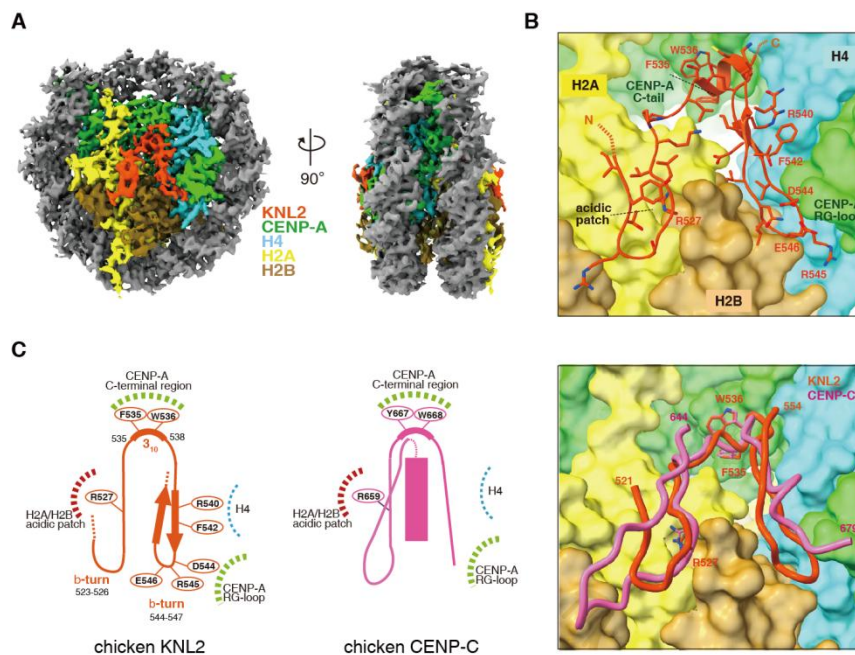 A
90°
KNL2
CENP-A
H4
H2A
H2B
B
W536
C
F535
H4
H2A
CENP-A
C-tail
R540
N
F542
D544
CENP-A
RG-loop
acidic
patch
R527
E546
R545
H2B
C
CENP-A
C-terminal region
F535
W536
535
538
3₁₀
R527
H2A/H2B
acidic patch
R540
H4
F542
b-turn
523-526
E546
R545
D544
CENP-A
RG-loop
b-turn
544-547
chicken KNL2
CENP-A
C-terminal region
Y667
W668
R659
H2A/H2B
acidic patch
H4
CENP-A
RG-loop
chicken CENP-C
KNL2
CENP-C
W536
644
554
521
F535
679
R527